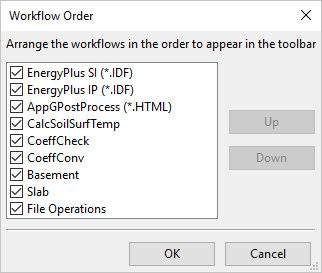 Workflow Order
Arrange the workflows in the order to appear in the toolbar
EnergyPlus SI (*.IDF)
EnergyPlus IP (*.IDF)
AppGPostProcess (*.HTML)
CalcSoilSurfTemp
CoeffCheck
CoeffConv
Basement
Slab
File Operations
Up
Down
OK
Cancel